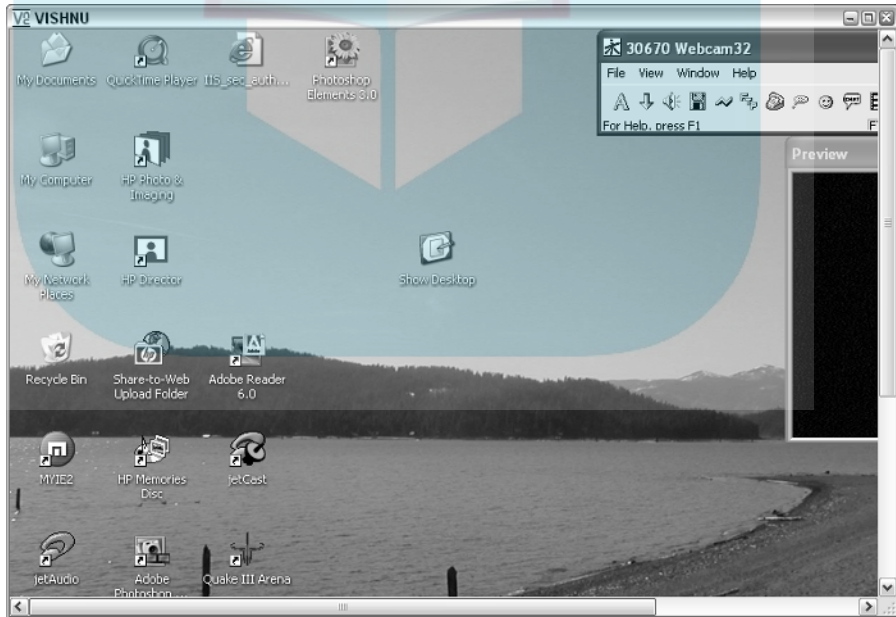 VISHNU
My Documents
QuickTime Player
IIS_sec_auth...
Photoshop
Elements 3.0
30670 Webcam32
File View Window Help
For Help, press F1
Preview
My Computer
HP Photo &
Imaging
My Network
Places
HP Director
Show Desktop
Recycle Bin
Share-to-Web
Upload Folder
Adobe Reader
6.0
MYIE2
HP Memories
Disc
jetCast
jetAudio
Adobe
Photoshop ...
Quake III Arena